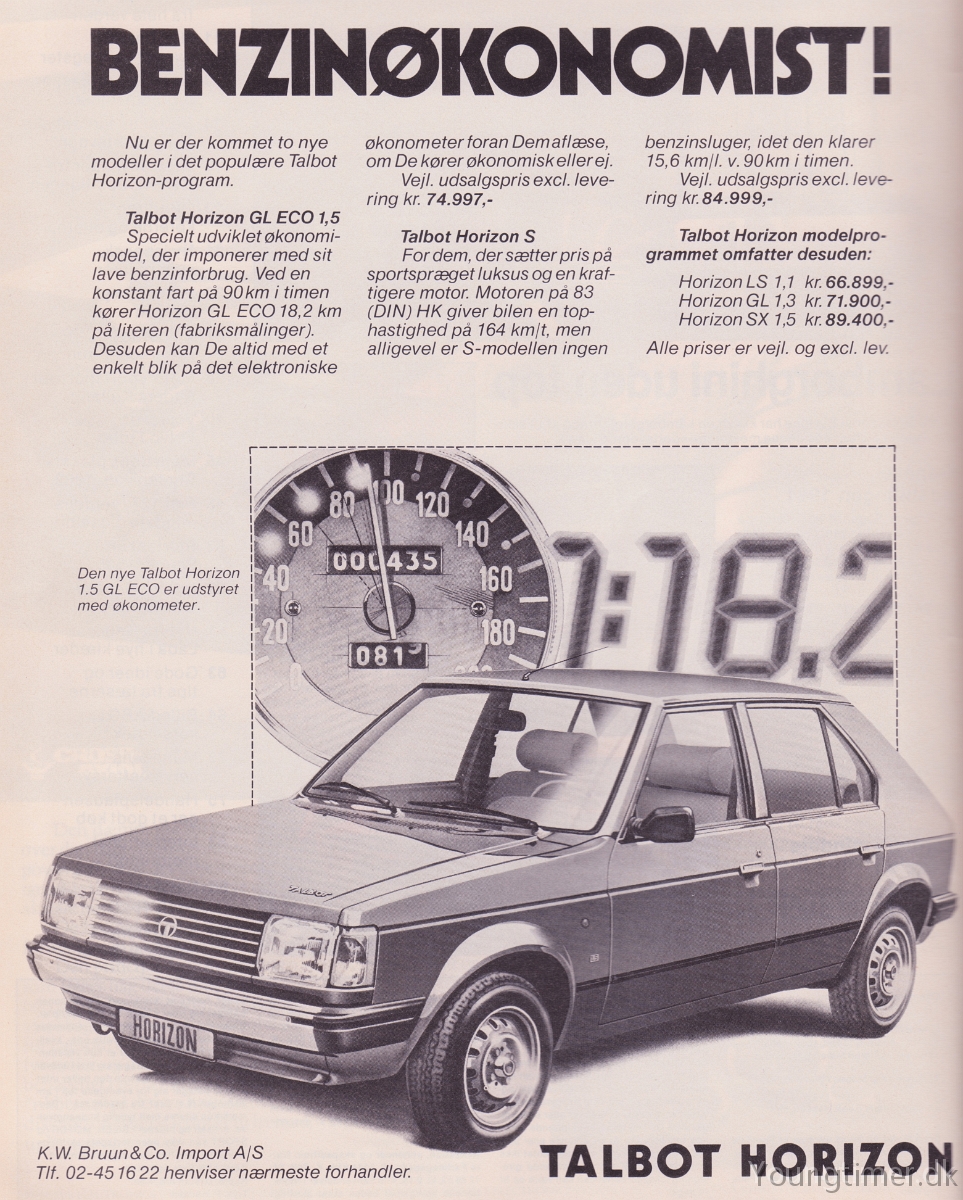 BENZINØKONOMIST!
Nu er der kommet to nye
modeller i det populære Talbot
Horizon-program.
Talbot Horizon GL ECO 1,5
Specielt udviklet økonomi-
model, der imponerer med sit
lave benzinforbrug. Ved en
konstant fart på 90 km i timen
kører Horizon GL ECO 18,2 km
på literen (fabriksmålinger).
Desuden kan De altid med et
enkelt blik på det elektroniske
økonometer foran Dem aflæse,
om De kører økonomisk eller ej.
Vejl. udsalgspris excl. leve-
ring kr. 74.997,-
Talbot Horizon S
For dem, der sætter pris på
sportspræget luksus og en kraf-
tigere motor. Motoren på 83
(DIN) HK giver bilen en top-
hastighed på 164 km/t, men
alligevel er S-modellen ingen
benzinsluger, idet den klarer
15,6 km/l. v. 90 km i timen.
Vejl. udsalgspris excl. leve-
ring kr. 84.999,-
Talbot Horizon modelpro-
grammet omfatter desuden:
Horizon LS 1,1 kr. 66.899,-
Horizon GL 1,3 kr. 71.900,-
Horizon SX 1,5 kr. 89.400,-
Alle priser er vejl. og excl. lev.
Den nye Talbot Horizon
1.5 GL ECO er udstyret
med økonometer.
0 20 40 60 80 100 120 140 160 180 200
000435
0819
1:18.2
TALBOT
HORIZON
K.W. Bruun & Co. Import A/S
Tlf. 02-45 16 22 henviser nærmeste forhandler.
TALBOT HORIZON
Youngtimer.dk